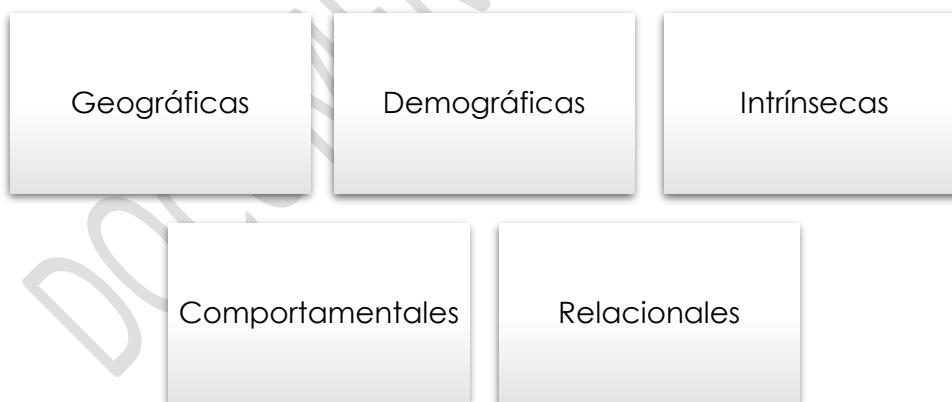 Geográficas
Demográficas
Intrínsecas
Comportamentales
Relacionales